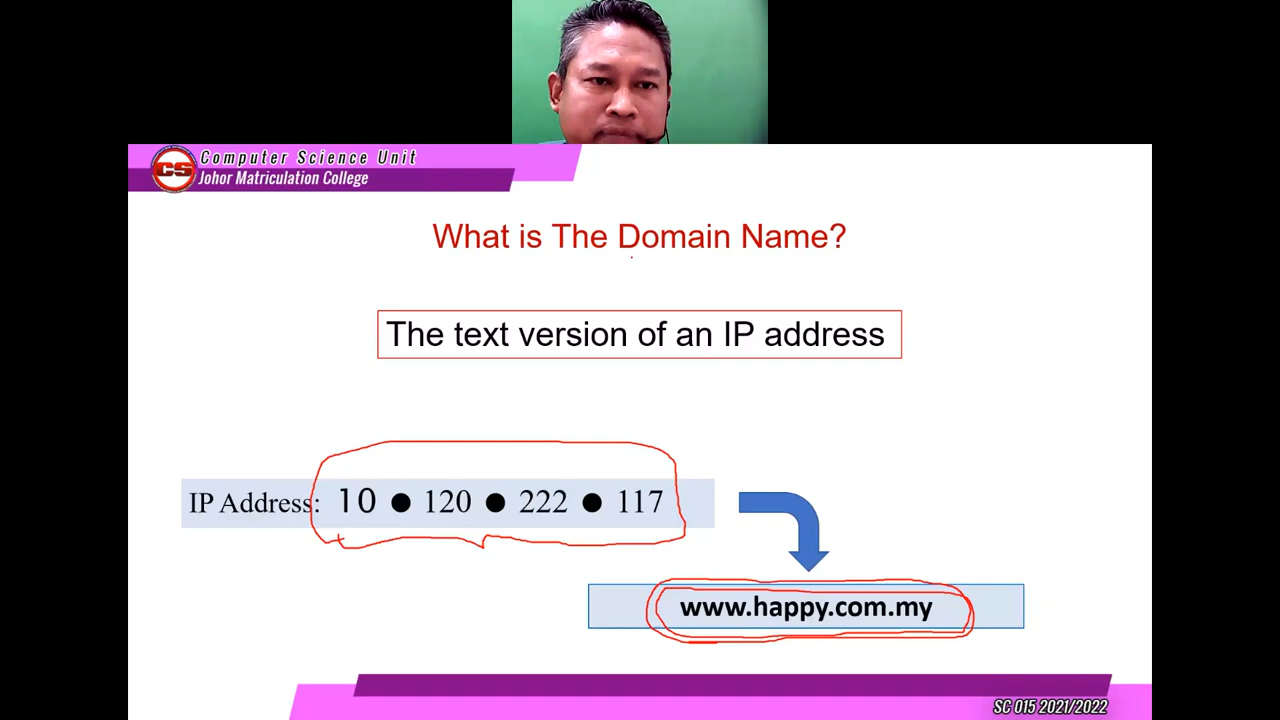 CS
Computer Science Unit
Johor Matriculation College
What is The Domain Name?
The text version of an IP address
IP Address: 10 ● 120 ● 222 ● 117
www.happy.com.my
SC 015 2021/2022